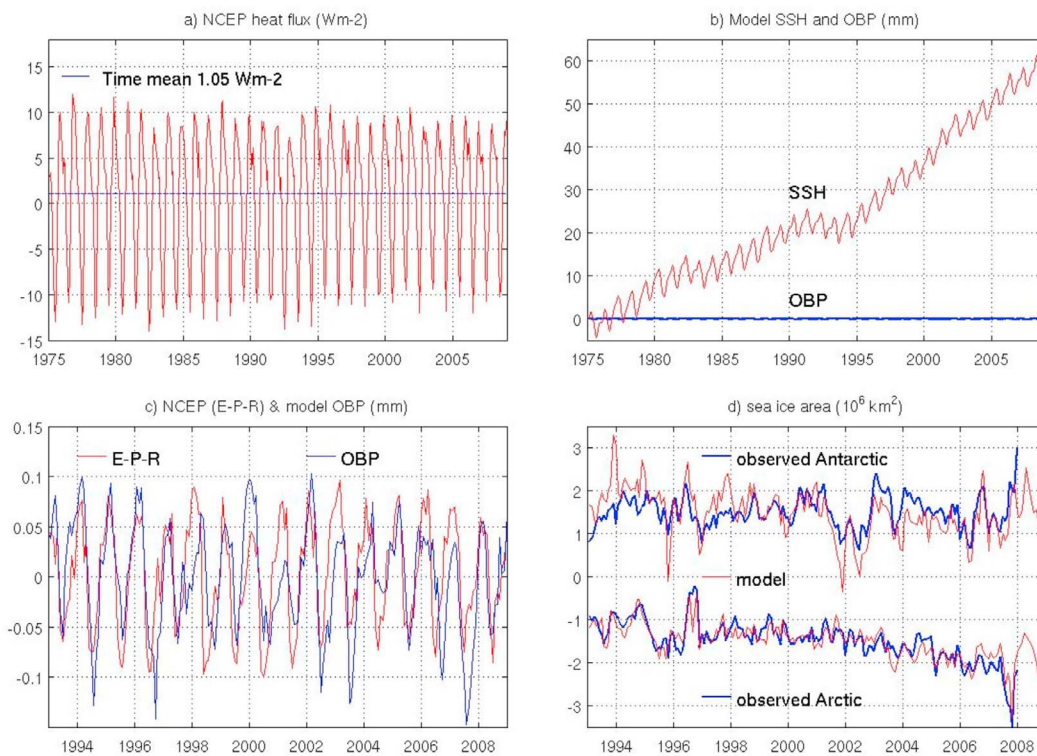 a) NCEP heat flux (Wm-2)
Time mean 1.05 Wm-2
15
10
5
0
-5
-10
-15
1975 1980 1985 1990 1995 2000 2005
b) Model SSH and OBP (mm)
60
50
40
30
SSH
20
10
OBP
0
1975 1980 1985 1990 1995 2000 2005
c) NCEP (E-P-R) & model OBP (mm)
0.15
E-P-R OBP
0.1
0.05
0
-0.05
-0.1
1994 1996 1998 2000 2002 2004 2006 2008
d) sea ice area (10⁶ km²)
3
observed Antarctic
2
1
0
model
-1
-2
observed Arctic
-3
1994 1996 1998 2000 2002 2004 2006 2008